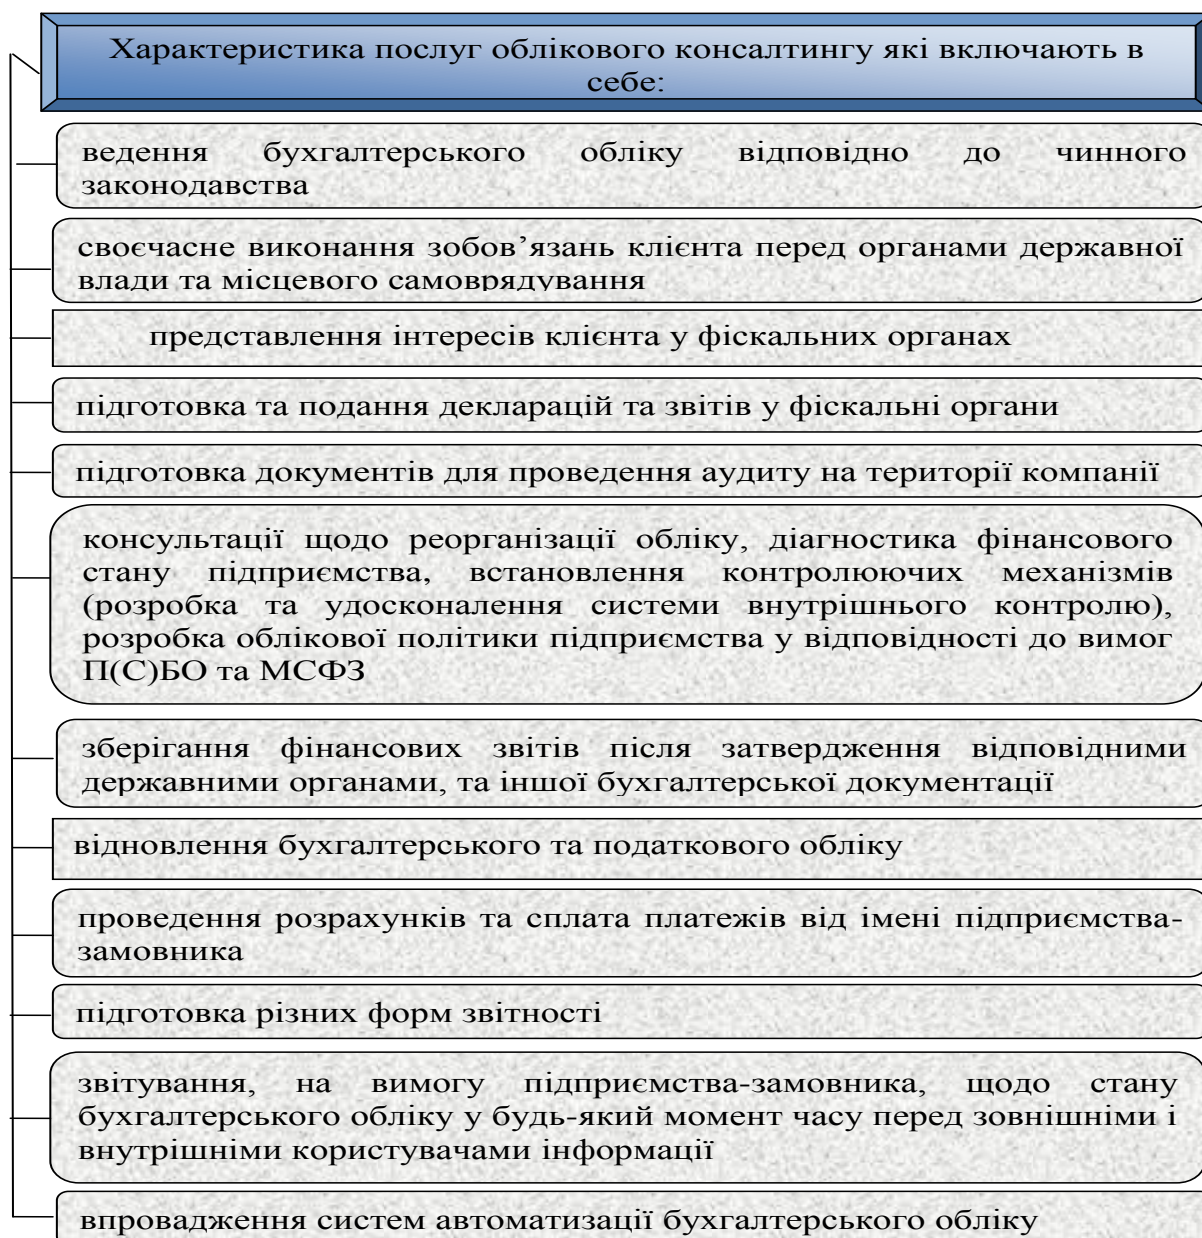 Характеристика послуг облікового консалтингу які включають в
себе:
ведення бухгалтерського обліку відповідно до чинного
законодавства
своєчасне виконання зобов’язань клієнта перед органами державної
влади та місцевого самоврядування
представлення інтересів клієнта у фіскальних органах
підготовка та подання декларацій та звітів у фіскальні органи
підготовка документів для проведення аудиту на території компанії
консультації щодо реорганізації обліку, діагностика фінансового
стану підприємства, встановлення контролюючих механізмів
(розробка та удосконалення системи внутрішнього контролю),
розробка облікової політики підприємства у відповідності до вимог
П(С)БО та МСФЗ
зберігання фінансових звітів після затвердження відповідними
державними органами, та іншої бухгалтерської документації
відновлення бухгалтерського та податкового обліку
проведення розрахунків та сплата платежів від імені підприємства-
замовника
підготовка різних форм звітності
звітування, на вимогу підприємства-замовника, щодо стану
бухгалтерського обліку у будь-який момент часу перед зовнішніми і
внутрішніми користувачами інформації
впровадження систем автоматизації бухгалтерського обліку